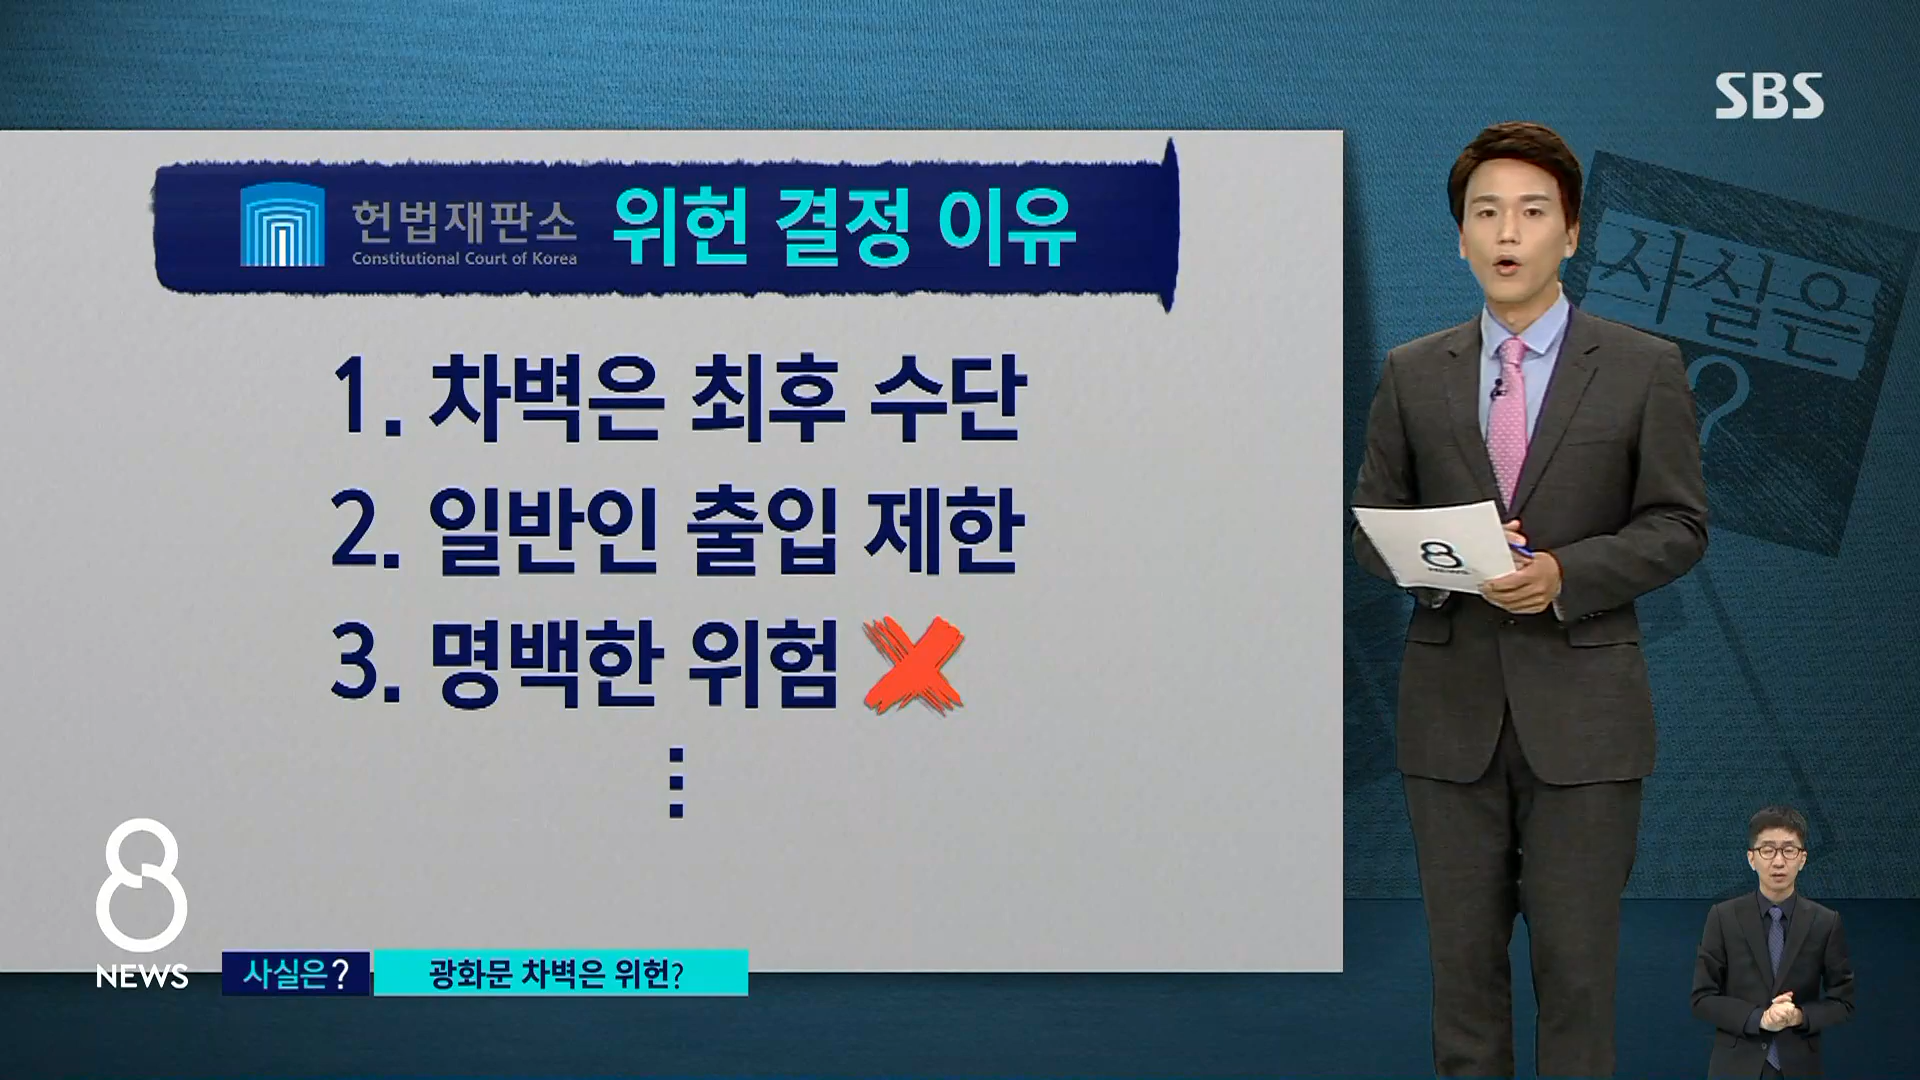 SBS
헌법재판소
Constitutional Court of Korea
위헌 결정 이유
사실은
?
1. 차벽은 최후 수단
2. 일반인 출입 제한
3. 명백한 위험
8
NEWS
8
NEWS
사실은?
광화문 차벽은 위헌?